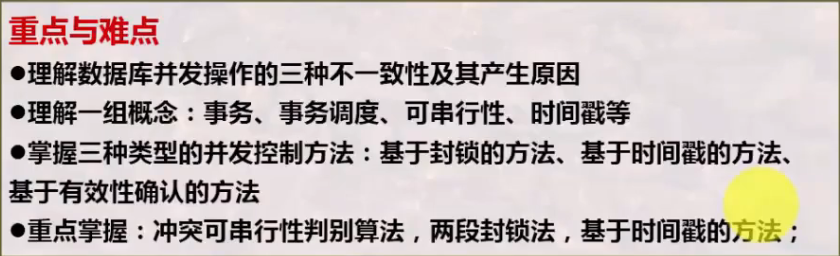 重点与难点
●理解数据库并发操作的三种不一致性及其产生原因
●理解一组概念：事务、事务调度、可串行性、时间戳等
●掌握三种类型的并发控制方法：基于封锁的方法、基于时间戳的方法、
基于有效性确认的方法
●重点掌握：冲突可串行性判别算法，两段封锁法，基于时间戳的方法；